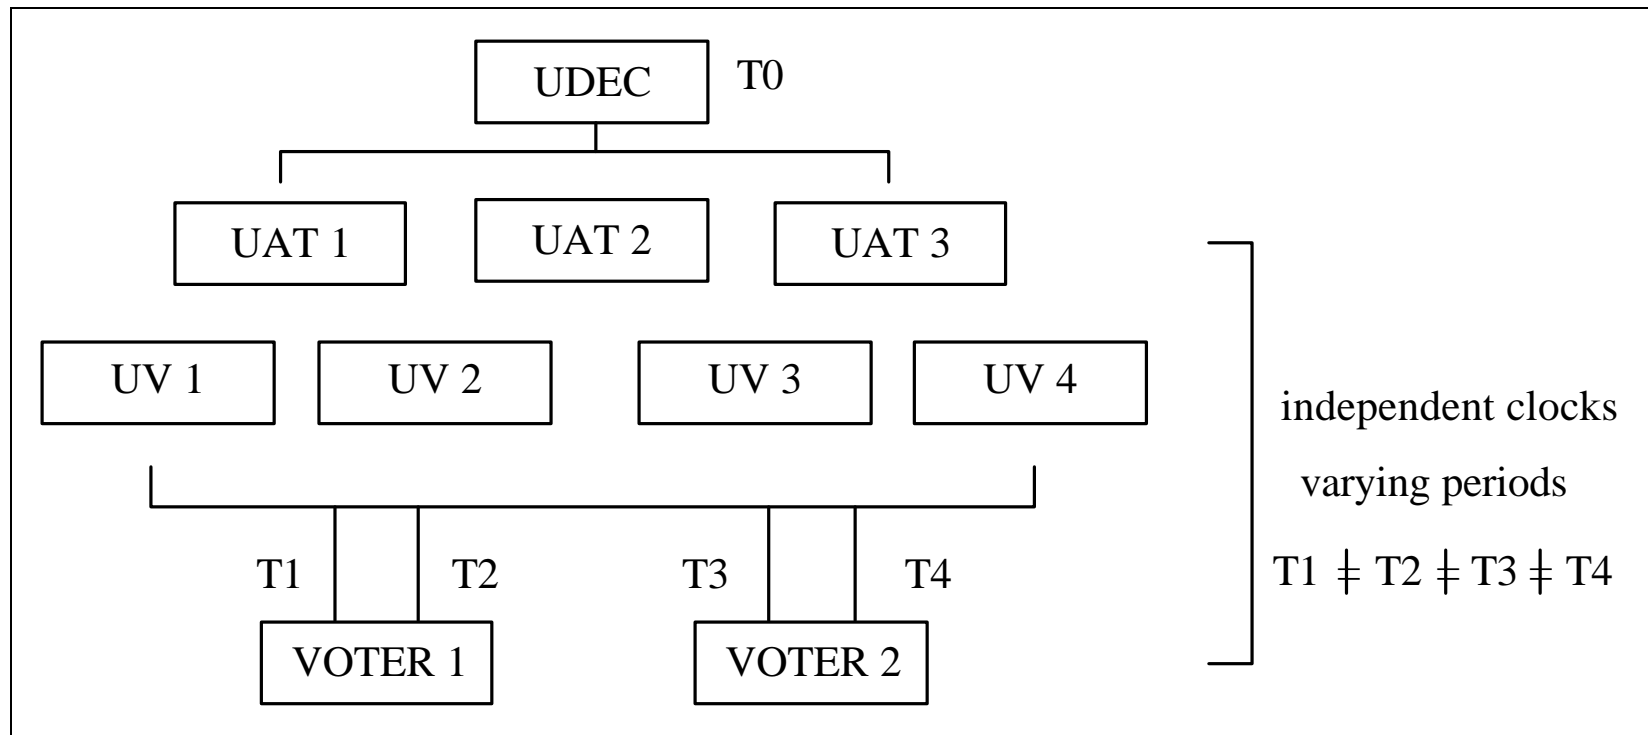 UDEC T0
UAT 1 UAT 2 UAT 3
UV 1 UV 2 UV 3 UV 4
independent clocks
varying periods
T1 T2 T3 T4
T1 ‡ T2 ‡ T3 ‡ T4
VOTER 1 VOTER 2